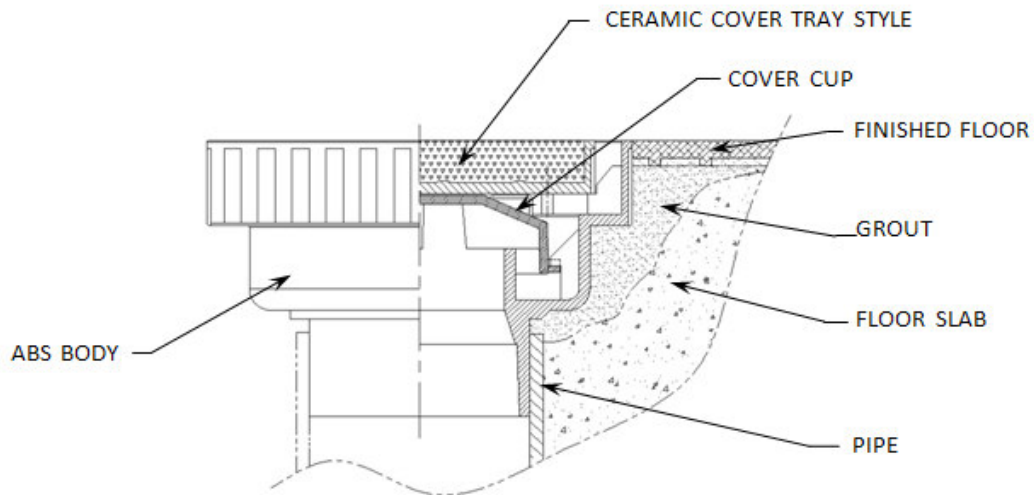 CERAMIC COVER TRAY STYLE
COVER CUP
FINISHED FLOOR
GROUT
FLOOR SLAB
ABS BODY
PIPE